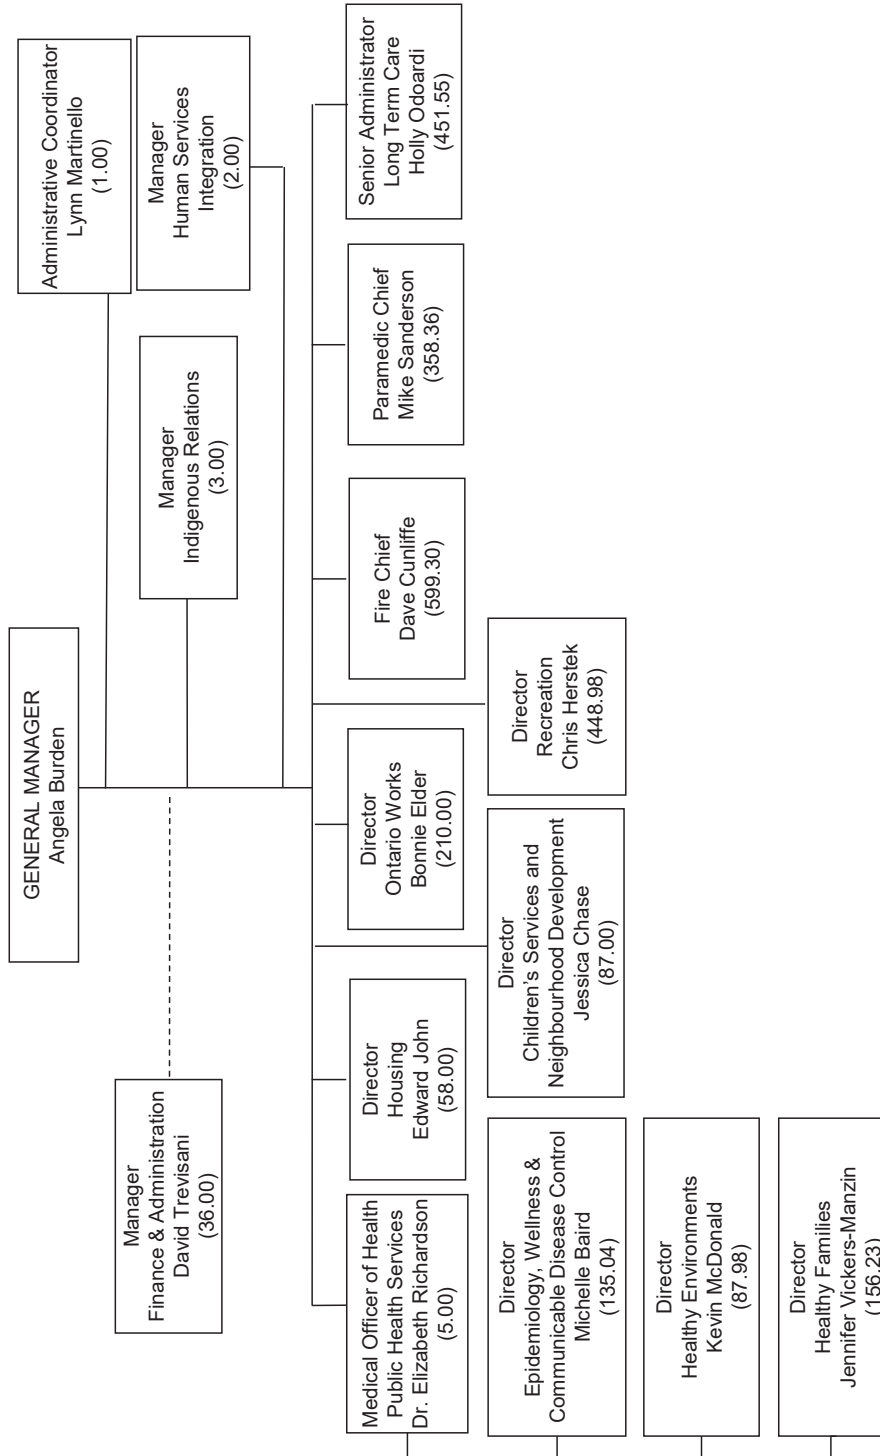 GENERAL MANAGER
Angela Burden
Administrative Coordinator
Lynn Martinello
(1.00)
Manager
Finance & Administration
David Trevisani
(36.00)
Manager
Indigenous Relations
(3.00)
Manager
Human Services
Integration
(2.00)
Medical Officer of Health
Public Health Services
Dr. Elizabeth Richardson
(5.00)
Director
Housing
Edward John
(58.00)
Director
Ontario Works
Bonnie Elder
(210.00)
Fire Chief
Dave Cunliffe
(599.30)
Paramedic Chief
Mike Sanderson
(358.36)
Senior Administrator
Long Term Care
Holly Odoardi
(451.55)
Director
Epidemiology, Wellness &
Communicable Disease Control
Michelle Baird
(135.04)
Director
Children's Services and
Neighbourhood Development
Jessica Chase
(87.00)
Director
Recreation
Chris Herstek
(448.98)
Director
Healthy Environments
Kevin McDonald
(87.98)
Director
Healthy Families
Jennifer Vickers-Manzin
(156.23)